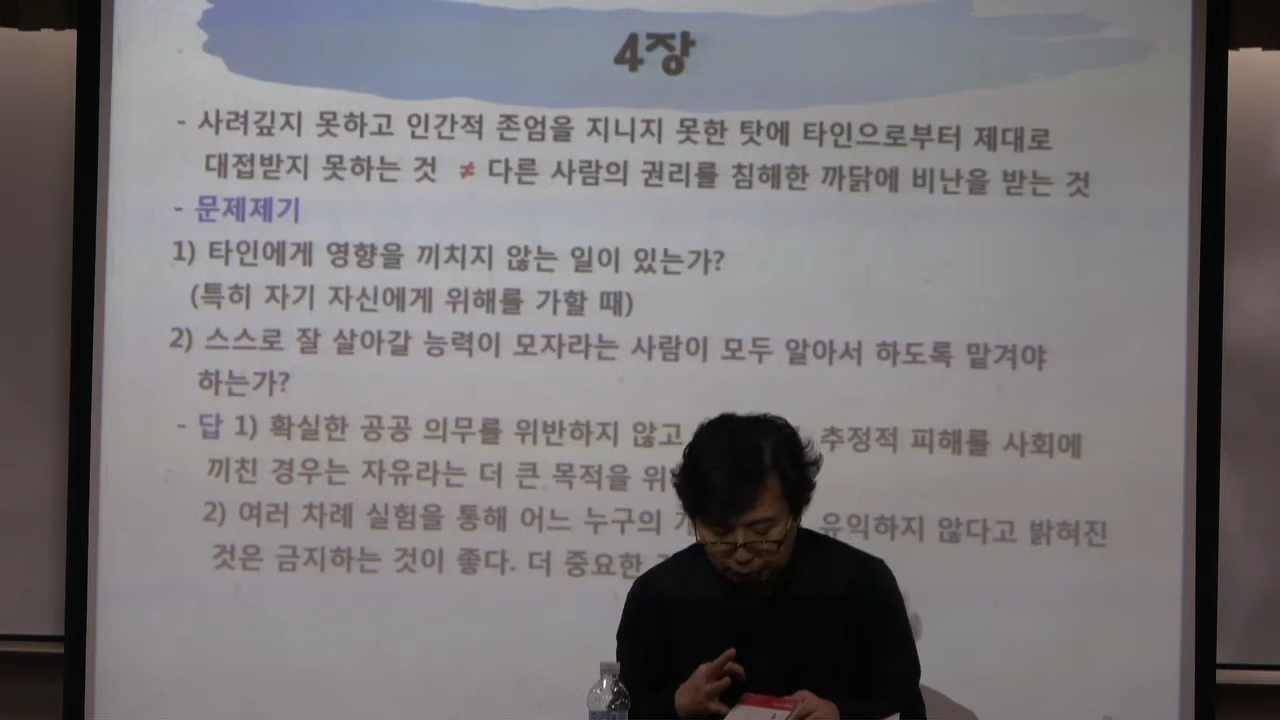 4장
- 사려깊지 못하고 인간적 존엄을 지니지 못한 탓에 타인으로부터 제대로
대접받지 못하는 것 ≠ 다른 사람의 권리를 침해한 까닭에 비난을 받는 것
- 문제제기
1) 타인에게 영향을 끼치지 않는 일이 있는가?
(특히 자기 자신에게 위해를 가할 때)
2) 스스로 잘 살아갈 능력이 모자라는 사람이 모두 알아서 하도록 맡겨야
하는가?
- 답 1) 확실한 공공 의무를 위반하지 않고 추정적 피해를 사회에
끼친 경우는 자유라는 더 큰 목적을
2) 여러 차례 실험을 통해 어느 누구의 유익하지 않다고 밝혀진
것은 금지하는 것이 좋다. 더 중요한